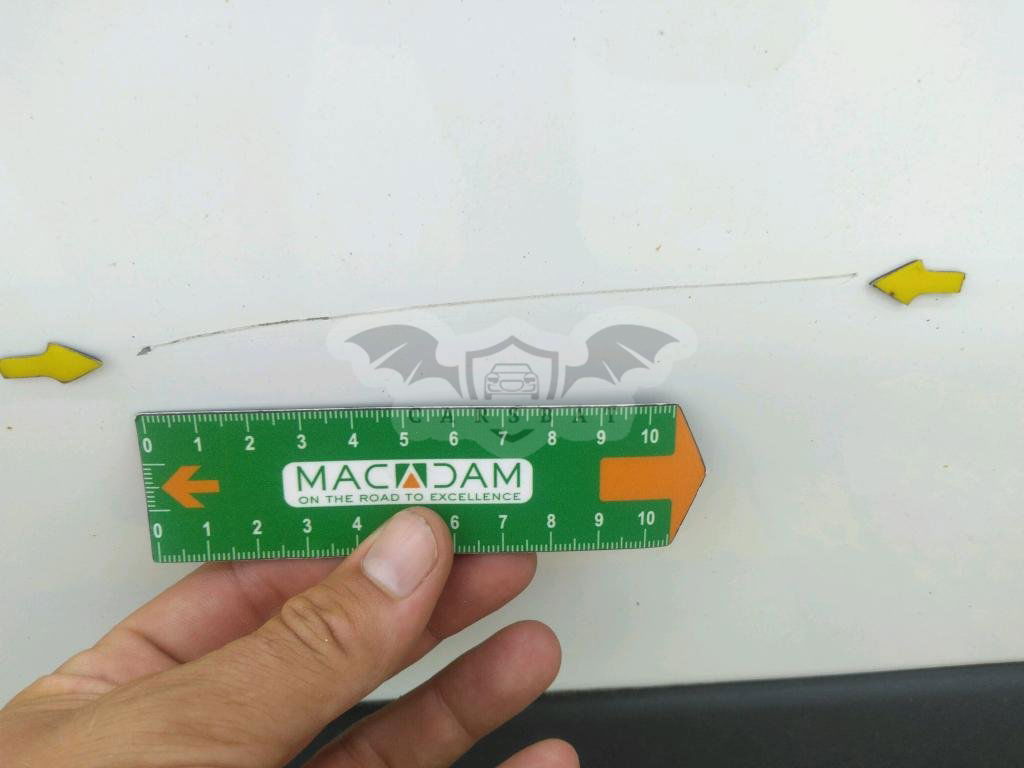 CARSBAT
0 1 2 3 4 5 6 7 8 9 10
MACADAM
ON THE ROAD TO EXCELLENCE
0 1 2 3 4 6 7 8 9 10